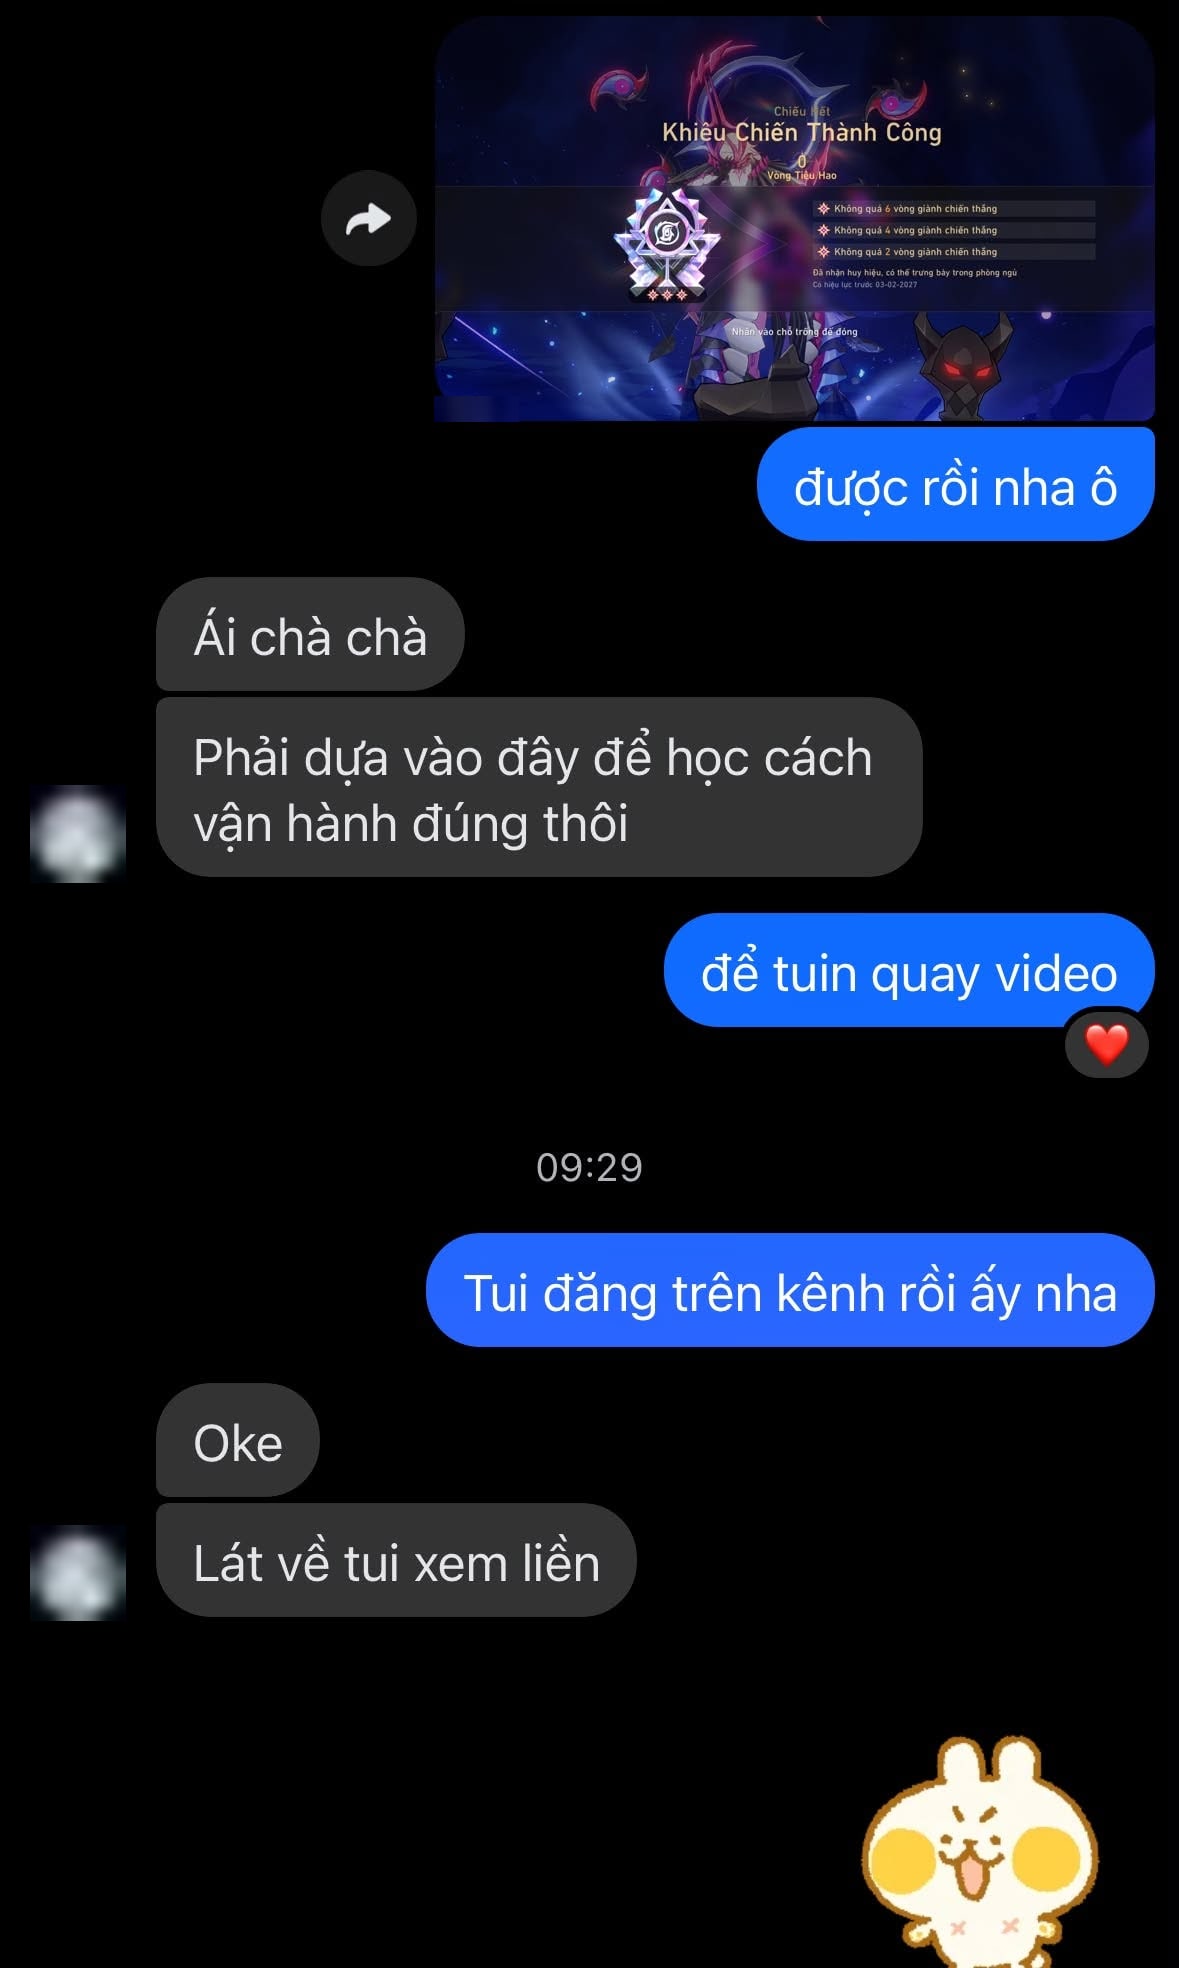 Chiếu Hết
Khiêu Chiến Thành Công
0
Vòng Tiêu Hao
Không quá 6 vòng giành chiến thắng
Không quá 4 vòng giành chiến thắng
Không quá 2 vòng giành chiến thắng
Đã nhận huy hiệu, có thể trưng bày trong phòng ngủ
Có hiệu lực trước 03-02-2027
Nhấn vào chỗ trống để đóng
được rồi nha ô
Ái chà chà
Phải dựa vào đây để học cách
vận hành đúng thôi
để tuin quay video
09:29
Tui đăng trên kênh rồi ấy nha
Oke
Lát về tui xem liền